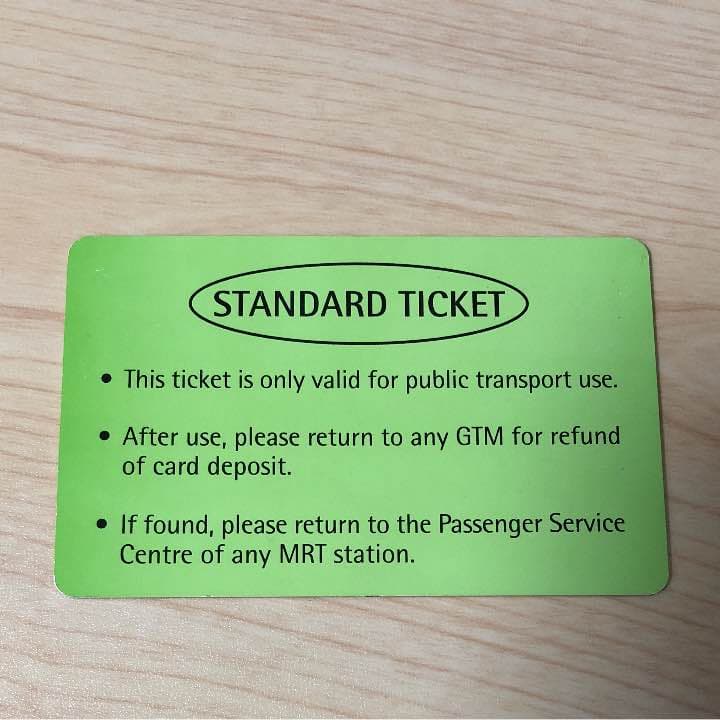 STANDARD TICKET
• This ticket is only valid for public transport use.
• After use, please return to any GTM for refund
of card deposit.
• If found, please return to the Passenger Service
Centre of any MRT station.